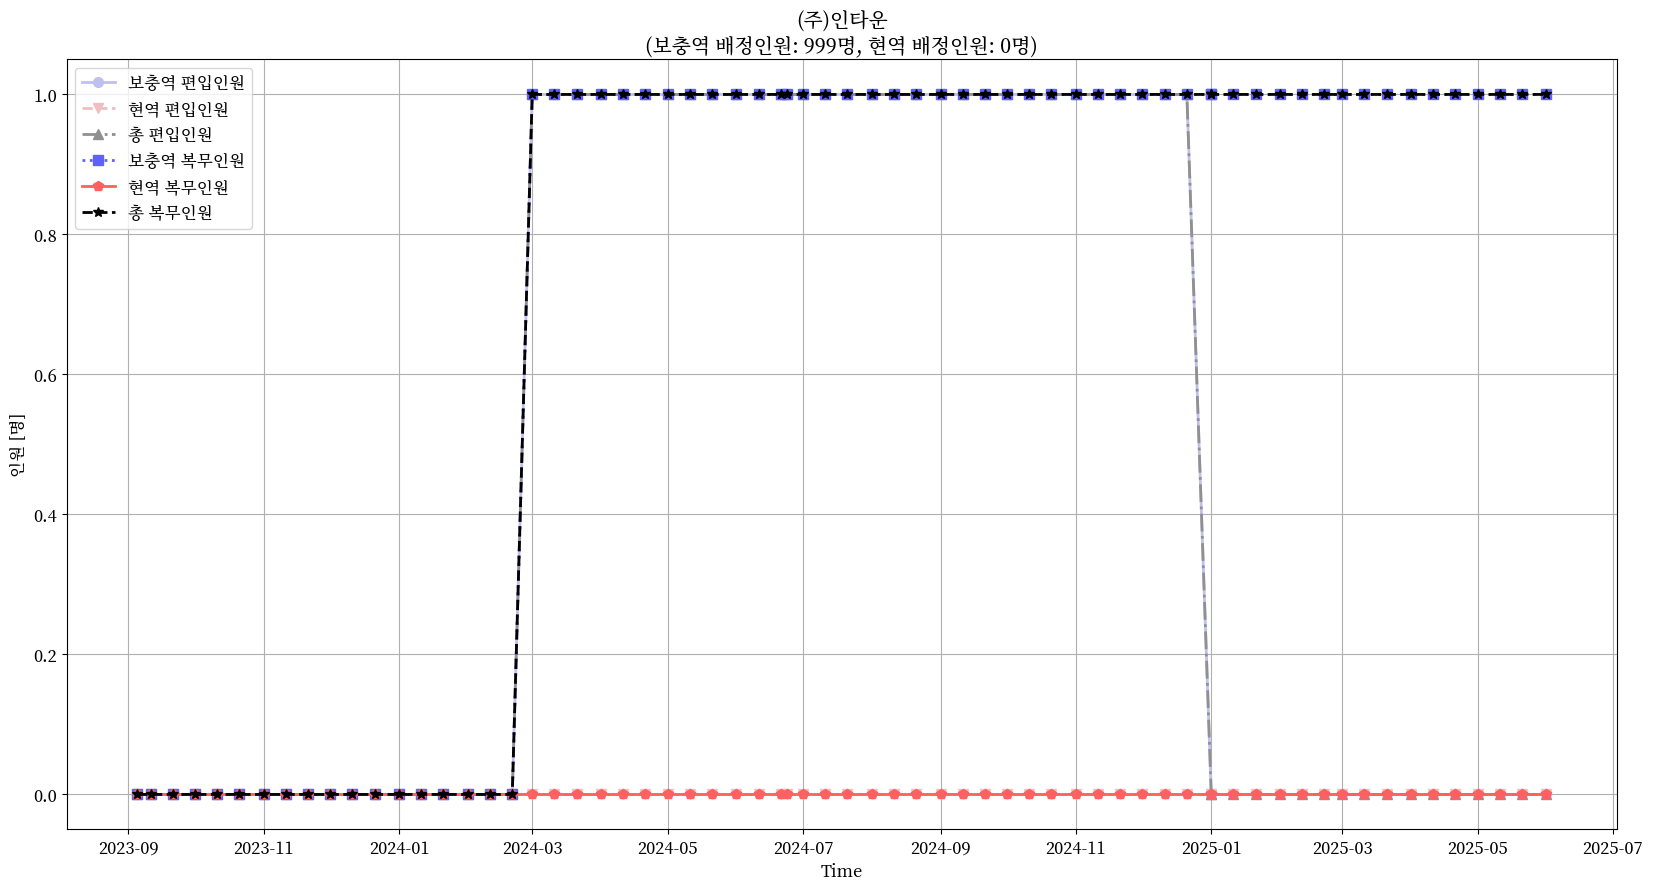 (주)인타운
(보충역 배정인원: 999명, 현역 배정인원: 0명)
보충역 편입인원
현역 편입인원
총 편입인원
보충역 복무인원
현역 복무인원
총 복무인원
인원 [명]
1.0
0.8
0.6
0.4
0.2
0.0
2023-09 2023-11 2024-01 2024-03 2024-05 2024-07 2024-09 2024-11 2025-01 2025-03 2025-05 2025-07
Time